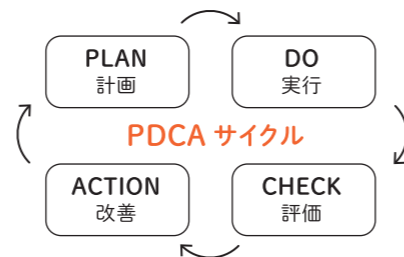 PLAN
計画
DO
実行
PDCA サイクル
ACTION
改善
CHECK
評価